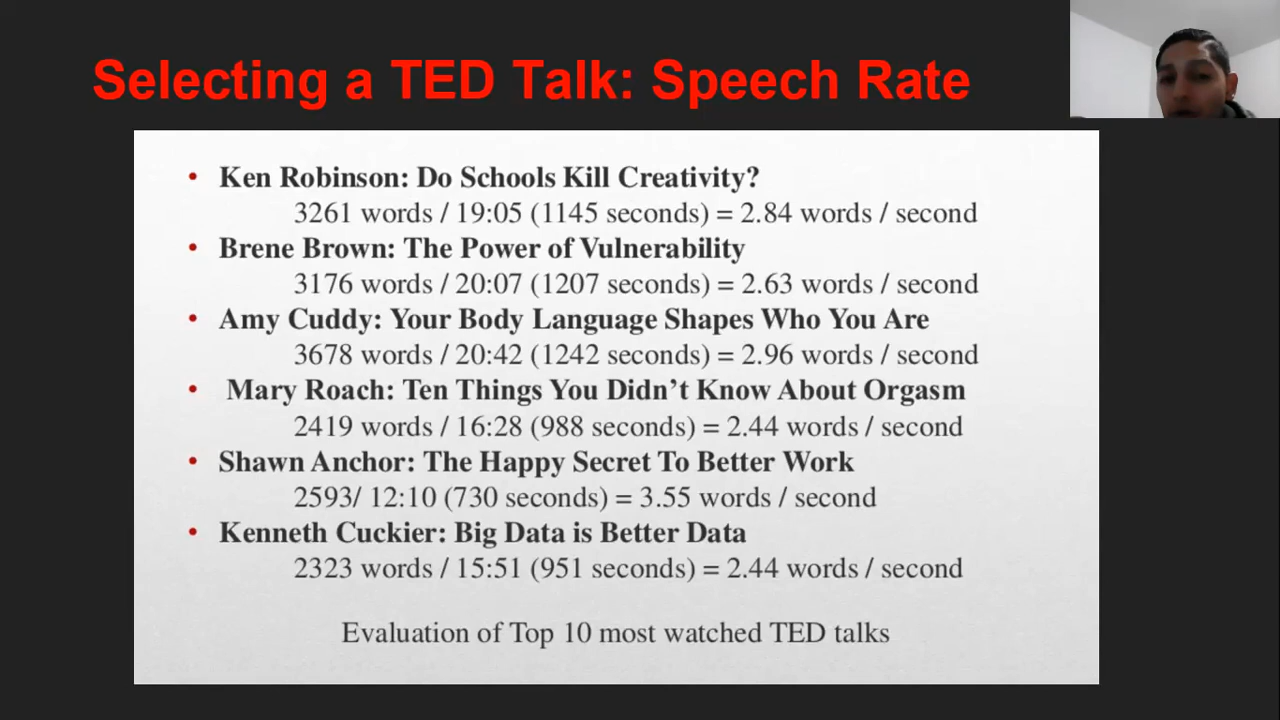 Selecting a TED Talk: Speech Rate
• Ken Robinson: Do Schools Kill Creativity?
3261 words / 19:05 (1145 seconds) = 2.84 words / second
• Brene Brown: The Power of Vulnerability
3176 words / 20:07 (1207 seconds) = 2.63 words / second
• Amy Cuddy: Your Body Language Shapes Who You Are
3678 words / 20:42 (1242 seconds) = 2.96 words / second
• Mary Roach: Ten Things You Didn’t Know About Orgasm
2419 words / 16:28 (988 seconds) = 2.44 words / second
• Shawn Anchor: The Happy Secret To Better Work
2593/ 12:10 (730 seconds) = 3.55 words / second
• Kenneth Cuckier: Big Data is Better Data
2323 words / 15:51 (951 seconds) = 2.44 words / second
Evaluation of Top 10 most watched TED talks